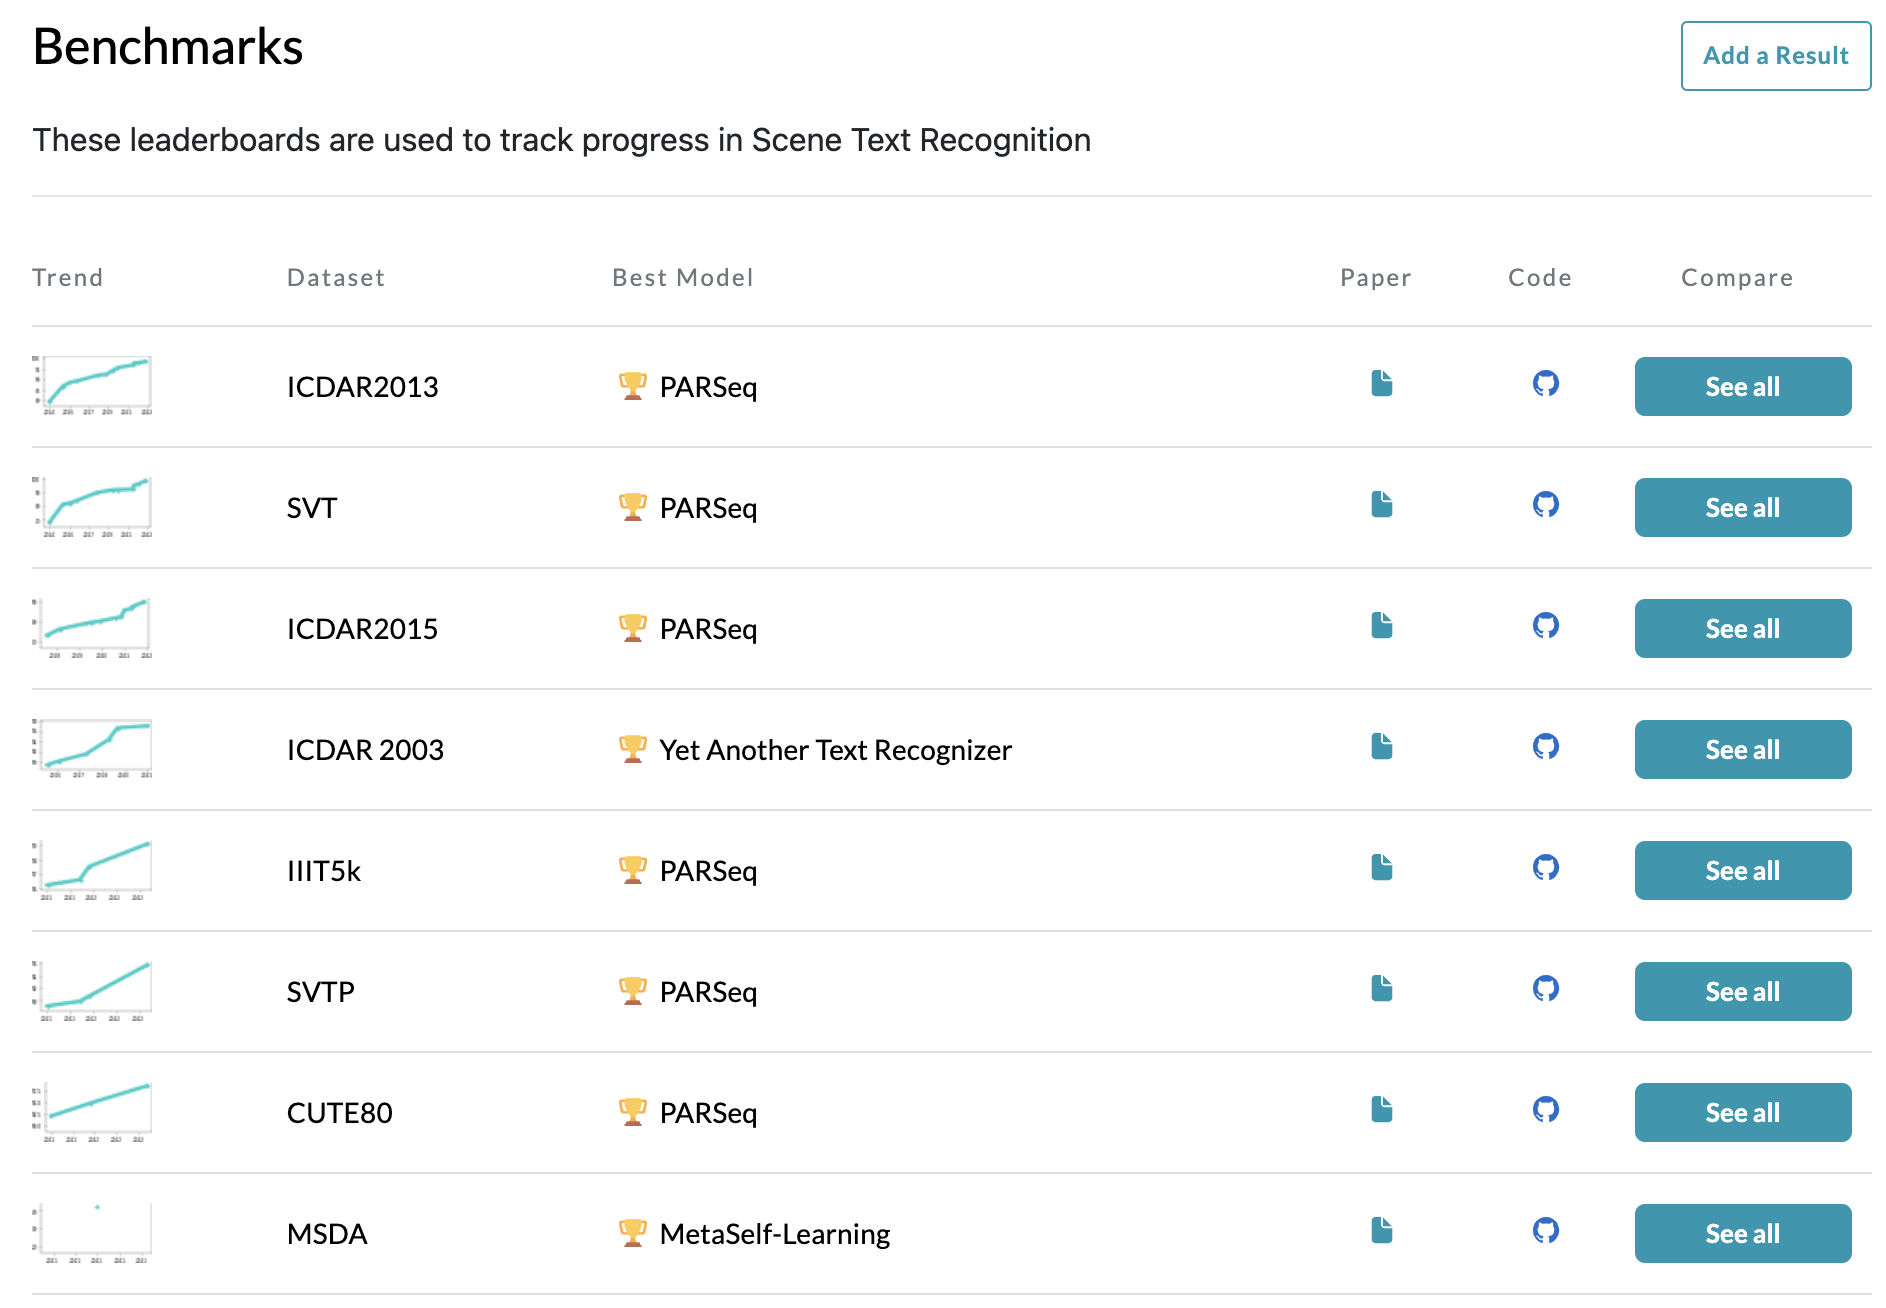 Benchmarks
Add a Result
These leaderboards are used to track progress in Scene Text Recognition
Trend Dataset Best Model Paper Code Compare
ICDAR2013 PARSeq See all
SVT PARSeq See all
ICDAR2015 PARSeq See all
ICDAR 2003 Yet Another Text Recognizer See all
IIIT5k PARSeq See all
SVTP PARSeq See all
CUTE80 PARSeq See all
MSDA MetaSelf-Learning See all